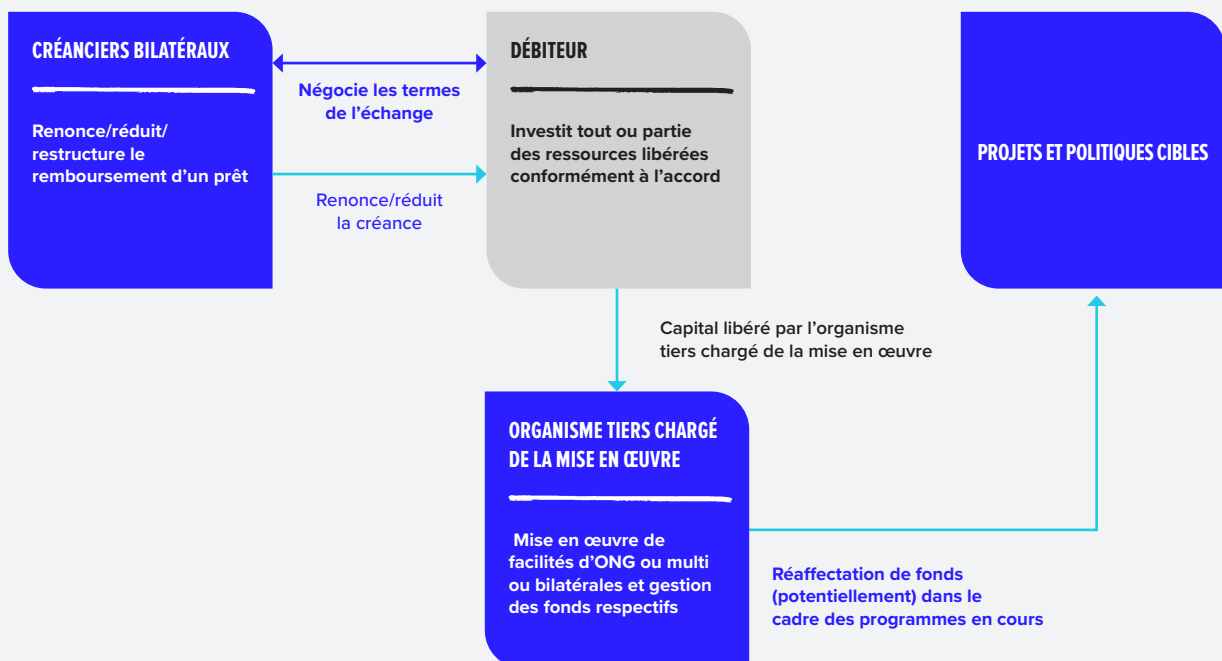 CRÉANCIERS BILATÉRAUX
Renonce/réduit/
restructure le
remboursement d’un prêt
Négocie les termes
de l’échange
Renonce/réduit
la créance
DÉBITEUR
Investit tout ou partie
des ressources libérées
conformément à l’accord
PROJETS ET POLITIQUES CIBLES
Capital libéré par l’organisme
tiers chargé de la mise en œuvre
ORGANISME TIERS CHARGÉ
DE LA MISE EN ŒUVRE
Mise en œuvre de
facilités d’ONG ou multi
ou bilatérales et gestion
des fonds respectifs
Réaffectation de fonds
(potentiellement) dans le
cadre des programmes en cours